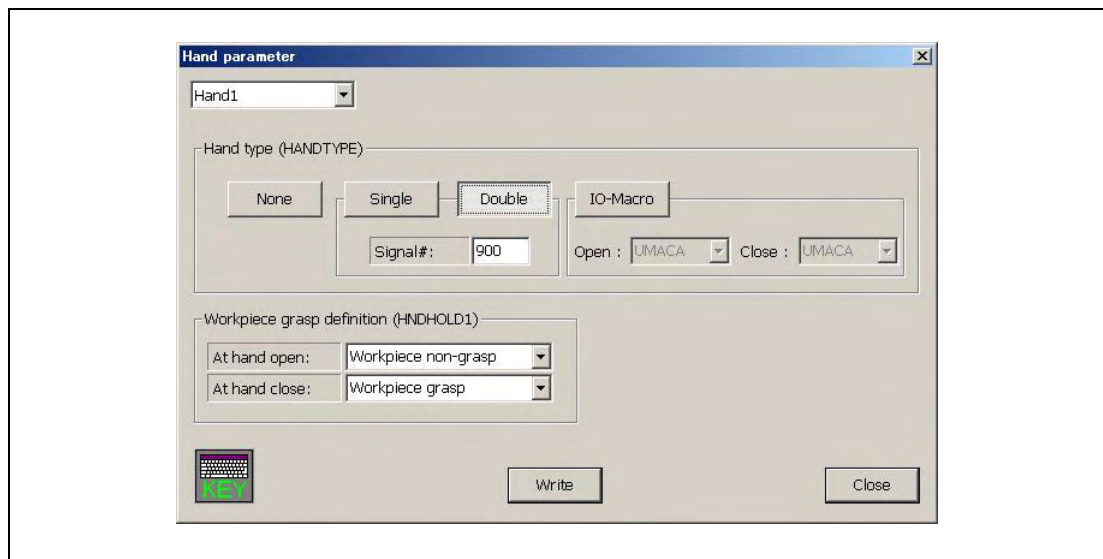 Hand parameter
Hand1
Hand type (HANDTYPE)
None Single Double IO-Macro
Signal#: 900 Open : UMACA Close : UMACA
Workpiece grasp definition (HNDHOLD1)
At hand open: Workpiece non-grasp
At hand close: Workpiece grasp
KEY
Write Close